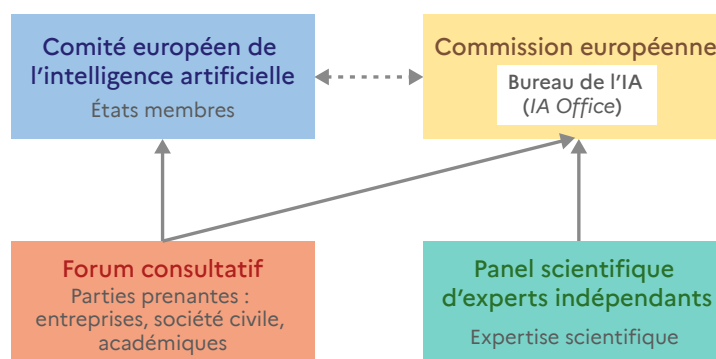 Comité européen de
l'intelligence artificielle
États membres
Commission européenne
Bureau de l'IA
(IA Office)
Forum consultatif
Parties prenantes :
entreprises, société civile,
académiques
Panel scientifique
d'experts indépendants
Expertise scientifique